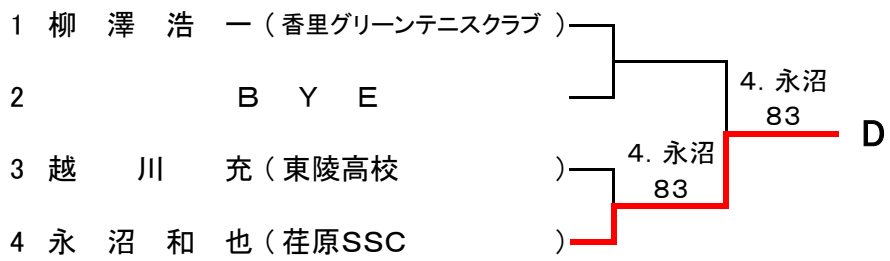 1 柳 澤 浩 一 ( 香里グリーンテニスクラブ )
4. 永沼
2 B Y E
83
D
3 越 川 充 ( 東陵高校 )
4. 永沼
83
4 永 沼 和 也 ( 荏原SSC )